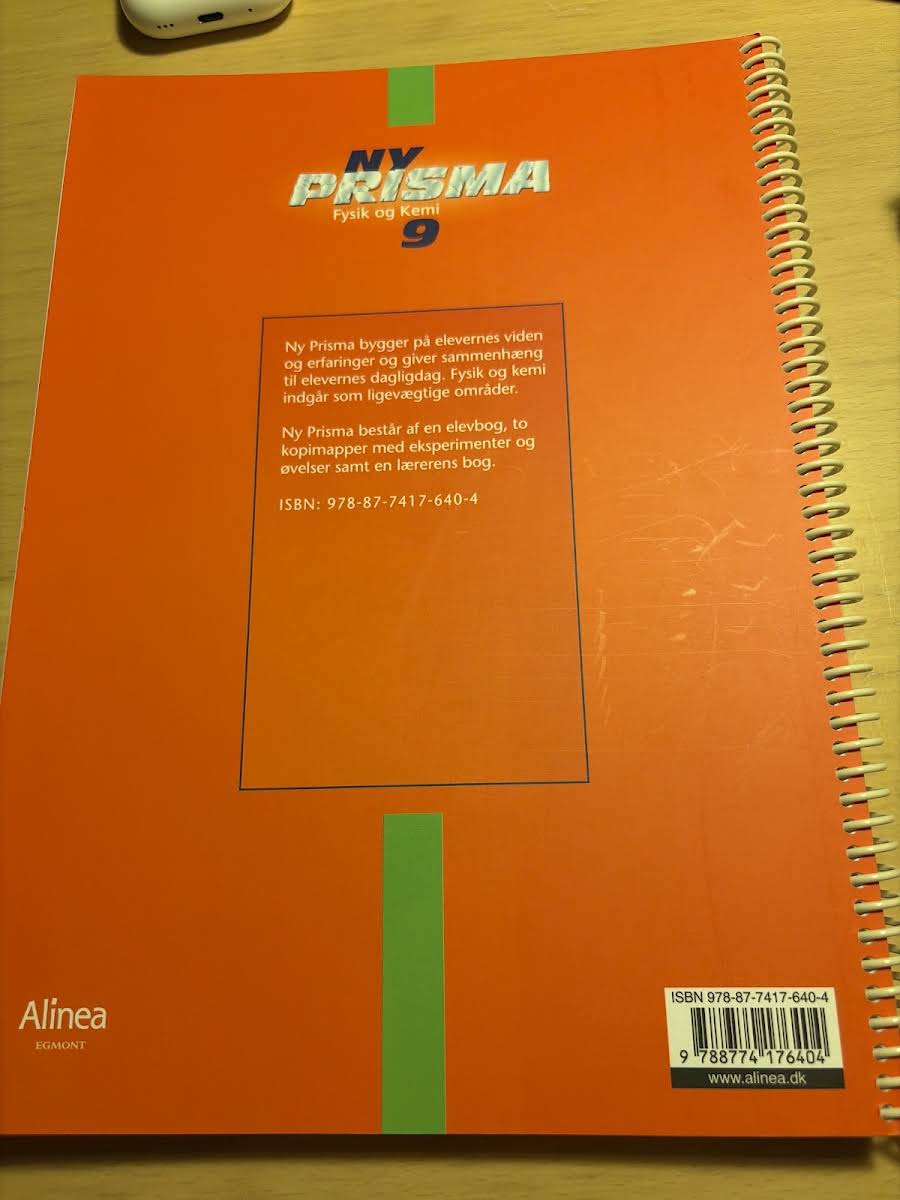 NY
PRISMA
Fysik og Kemi
9
Ny Prisma bygger på elevernes viden
og erfaringer og giver sammenhæng
til elevernes dagligdag. Fysik og kemi
indgår som ligevægtige områder.
Ny Prisma består af en elevbog, to
kopimapper med eksperimenter og
øvelser samt en lærerens bog.
ISBN: 978-87-7417-640-4
Alinea
EGMONT
ISBN 978-87-7417-640-4
9 788774 176404
www.alinea.dk